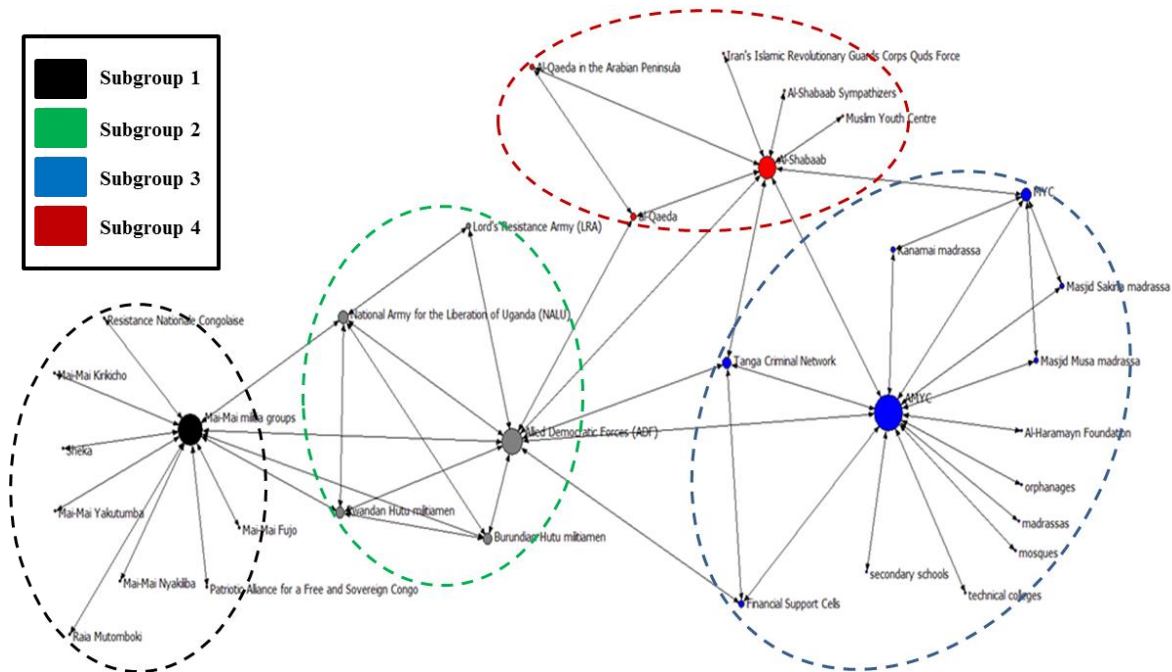 Subgroup 1
Subgroup 2
Subgroup 3
Subgroup 4
Iran's Islamic Revolutionary Guards Corps Quds Force
Al-Qaeda in the Arabian Peninsula
Al-Shabaab Sympathizers
Muslim Youth Centre
Al-Shabaab
MYC
al-Qaeda
Lord's Resistance Army (LRA)
Kanamai madrassa
Masjid Sakina madrassa
National Army for the Liberation of Uganda (NALU)
Resistance Nationale Congolaise
Tanga Criminal Network
Masjid Musa madrassa
Mai-Mai Kirikicho
AMYC
Mai-Mai militia groups
Allied Democratic Forces (ADF)
Al-Haramayn Foundation
Sheka
orphanages
Mai-Mai Yakutumba
Rwandan Hutu militiamen
madrassas
Mai-Mai Fujo
Burundian Hutu militiamen
mosques
secondary schools
Mai-Mai Nyakiliba
Patriotic Alliance for a Free and Sovereign Congo
technical colleges
Financial Support Cells
Raia Mutomboki